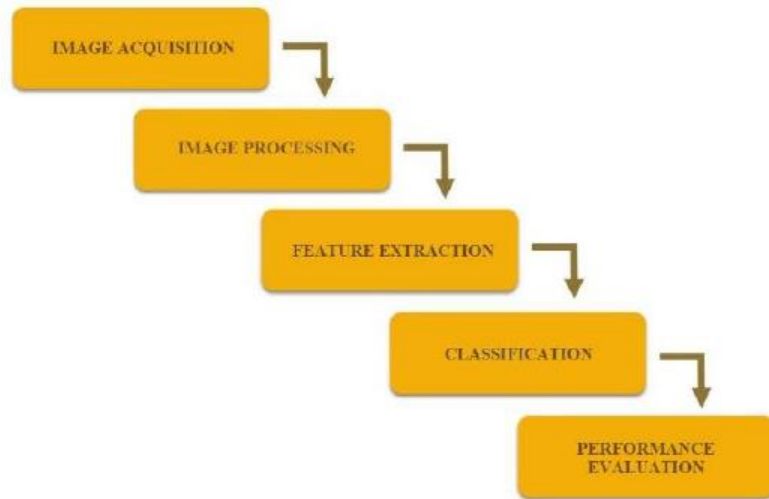 IMAGE ACQUISITION
IMAGE PROCESSING
FEATURE EXTRACTION
CLASSIFICATION
PERFORMANCE
EVALUATION